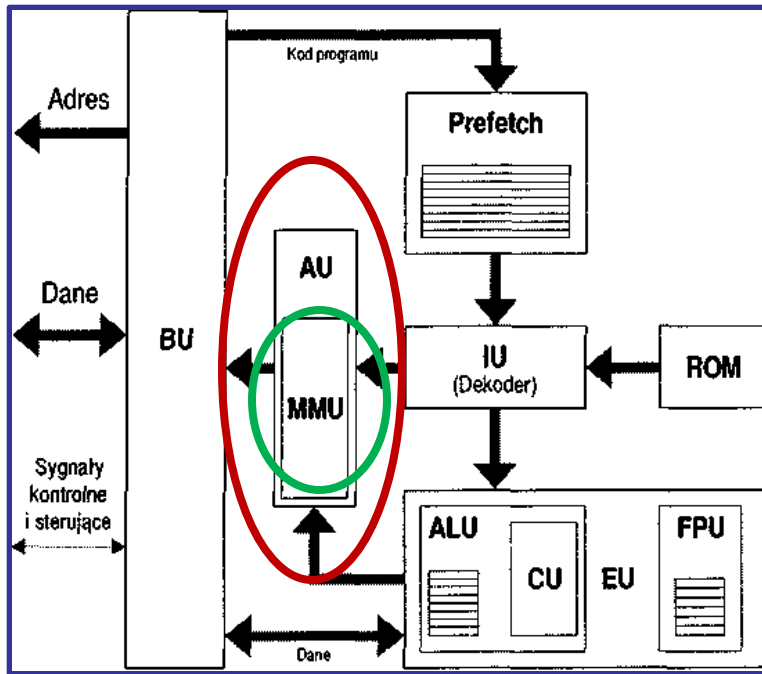 Kod programu
Adres
Prefetch
AU
Dane
BU
IU
(Dekoder)
ROM
MMU
Sygnały
kontrolne
i sterujące
ALU
FPU
CU
EU
Dane